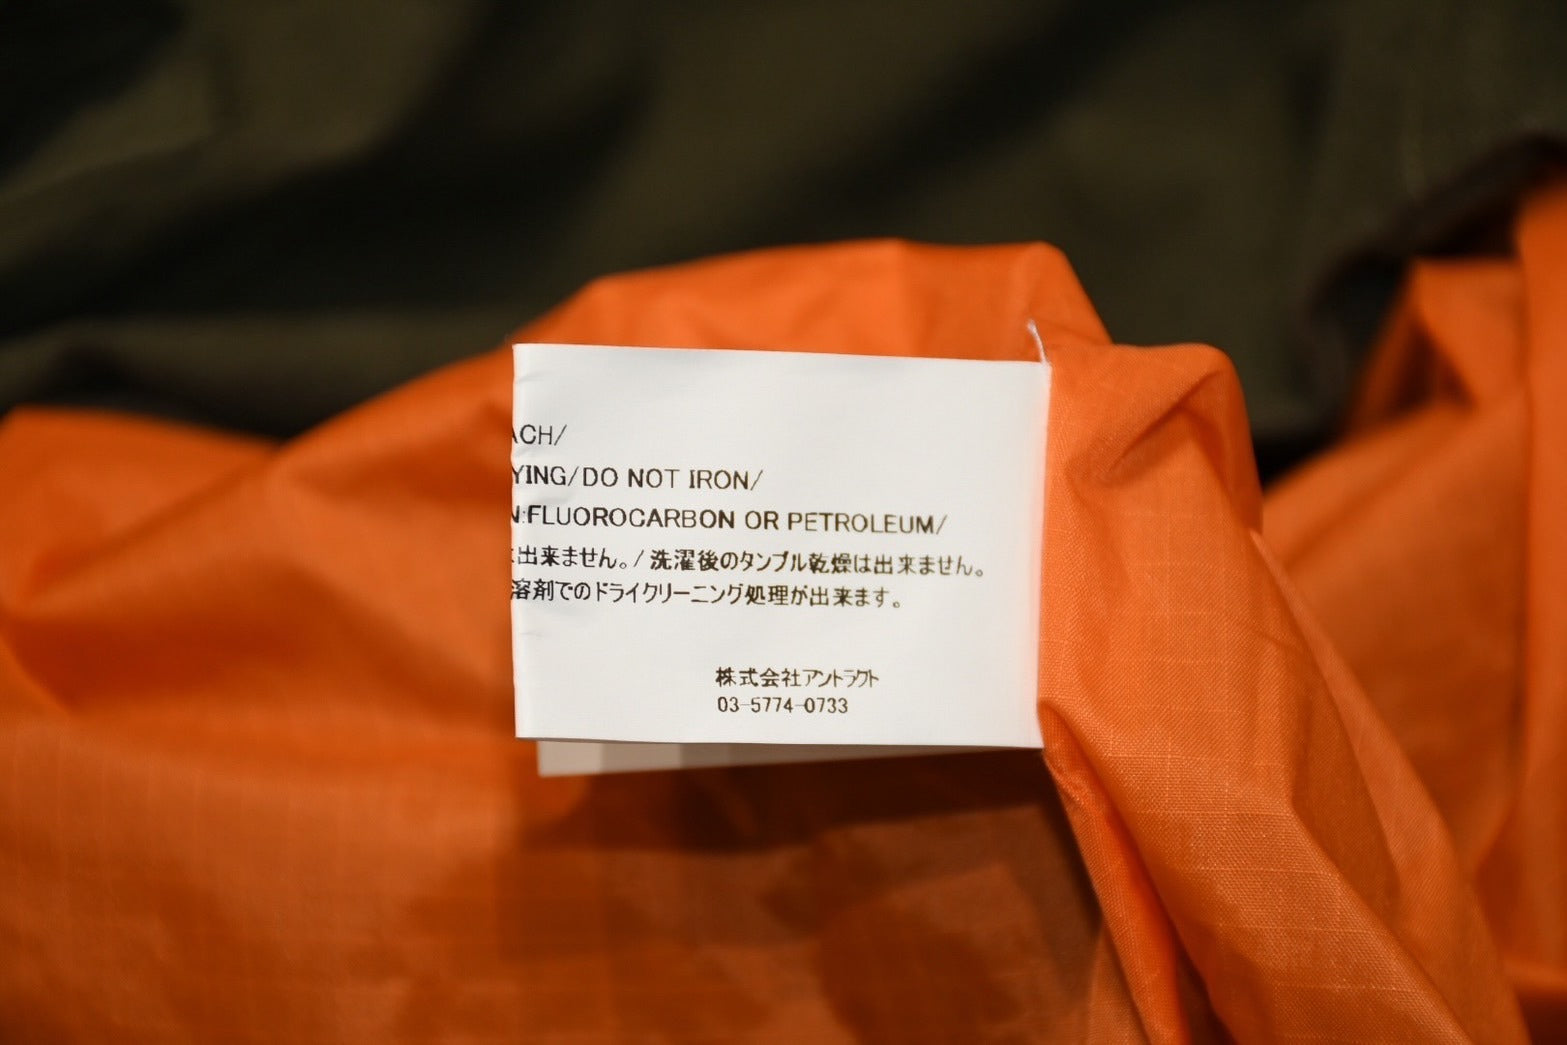 ACH/
YING/DO NOT IRON/
N:FLUOROCARBON OR PETROLEUM/
出来ません。/洗濯後のタンブル乾燥は出来ません。
溶剤でのドライクリーニング処理が出来ます。
株式会社アントラクト
03-5774-0733